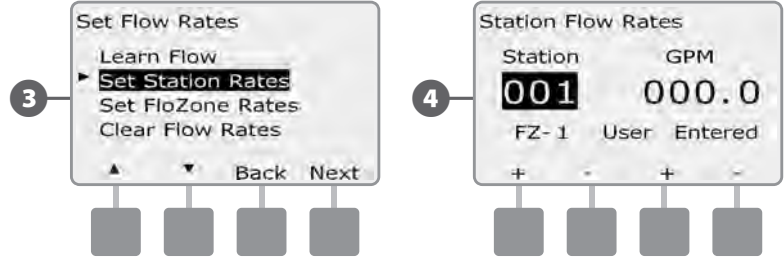 3
Set Flow Rates
Learn Flow
► Set Station Rates
Set FloZone Rates
Clear Flow Rates
▲ ▼ Back Next
4
Station Flow Rates
Station GPM
001 000.0
FZ- 1 User Entered
+ - + -